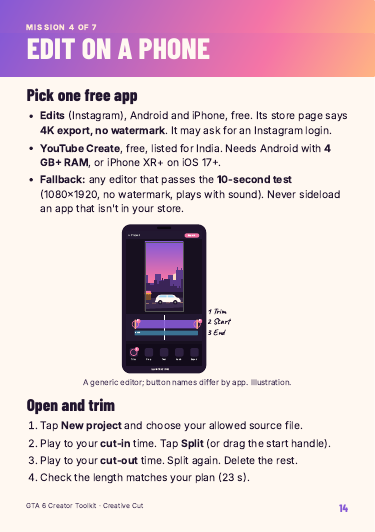 MISSION 4 OF 7
EDIT ON A PHONE
Pick one free app
• Edits (Instagram), Android and iPhone, free. Its store page says
4K export, no watermark. It may ask for an Instagram login.
• YouTube Create, free, listed for India. Needs Android with 4
GB+ RAM, or iPhone XR+ on iOS 17+.
• Fallback: any editor that passes the 10-second test
(1080×1920, no watermark, plays with sound). Never sideload
an app that isn't in your store.
1 Trim
2 Start
3 End
A generic editor; button names differ by app. Illustration.
Open and trim
1. Tap New project and choose your allowed source file.
2. Play to your cut-in time. Tap Split (or drag the start handle).
3. Play to your cut-out time. Split again. Delete the rest.
4. Check the length matches your plan (23 s).
GTA 6 Creator Toolkit · Creative Cut
14